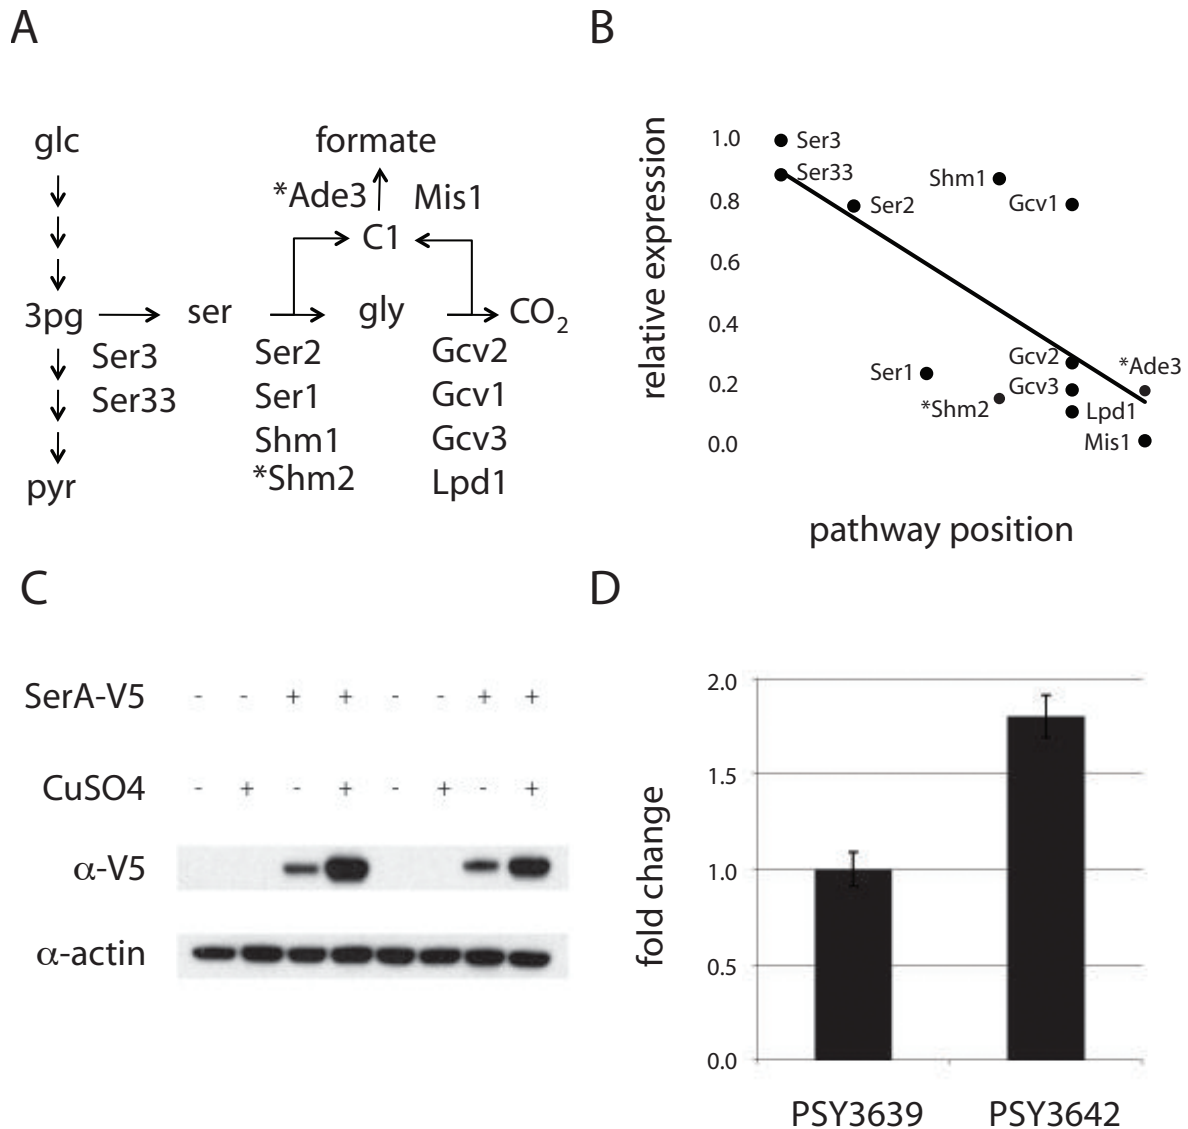 A
glc
formate
*Ade3
Mis1
C1
3pg
ser
gly
CO2
Ser3
Ser33
Ser2
Ser1
Shm1
*Shm2
Gcv2
Gcv1
Gcv3
Lpd1
pyr
B
relative expression
1.0
0.8
0.6
0.4
0.2
0.0
Ser3
Ser33
Ser2
Shm1
Gcv1
Ser1
*Shm2
Gcv2
Gcv3
*Ade3
Lpd1
Mis1
pathway position
C
SerA-V5 - - + + - - + +
CuSO4 - + - + - + - +
α-V5
α-actin
D
fold change
2.0
1.5
1.0
0.5
0.0
PSY3639 PSY3642